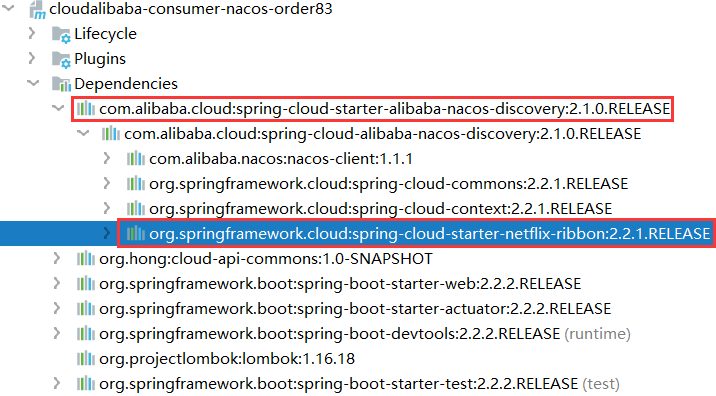 cloudalibaba-consumer-nacos-order83
Lifecycle
Plugins
Dependencies
com.alibaba.cloud:spring-cloud-starter-alibaba-nacos-discovery:2.1.0.RELEASE
com.alibaba.cloud:spring-cloud-alibaba-nacos-discovery:2.1.0.RELEASE
com.alibaba.nacos:nacos-client:1.1.1
org.springframework.cloud:spring-cloud-commons:2.2.1.RELEASE
org.springframework.cloud:spring-cloud-context:2.2.1.RELEASE
org.springframework.cloud:spring-cloud-starter-netflix-ribbon:2.2.1.RELEASE
org.hong:cloud-api-commons:1.0-SNAPSHOT
org.springframework.boot:spring-boot-starter-web:2.2.2.RELEASE
org.springframework.boot:spring-boot-starter-actuator:2.2.2.RELEASE
org.springframework.boot:spring-boot-devtools:2.2.2.RELEASE (runtime)
org.projectlombok:lombok:1.16.18
org.springframework.boot:spring-boot-starter-test:2.2.2.RELEASE (test)